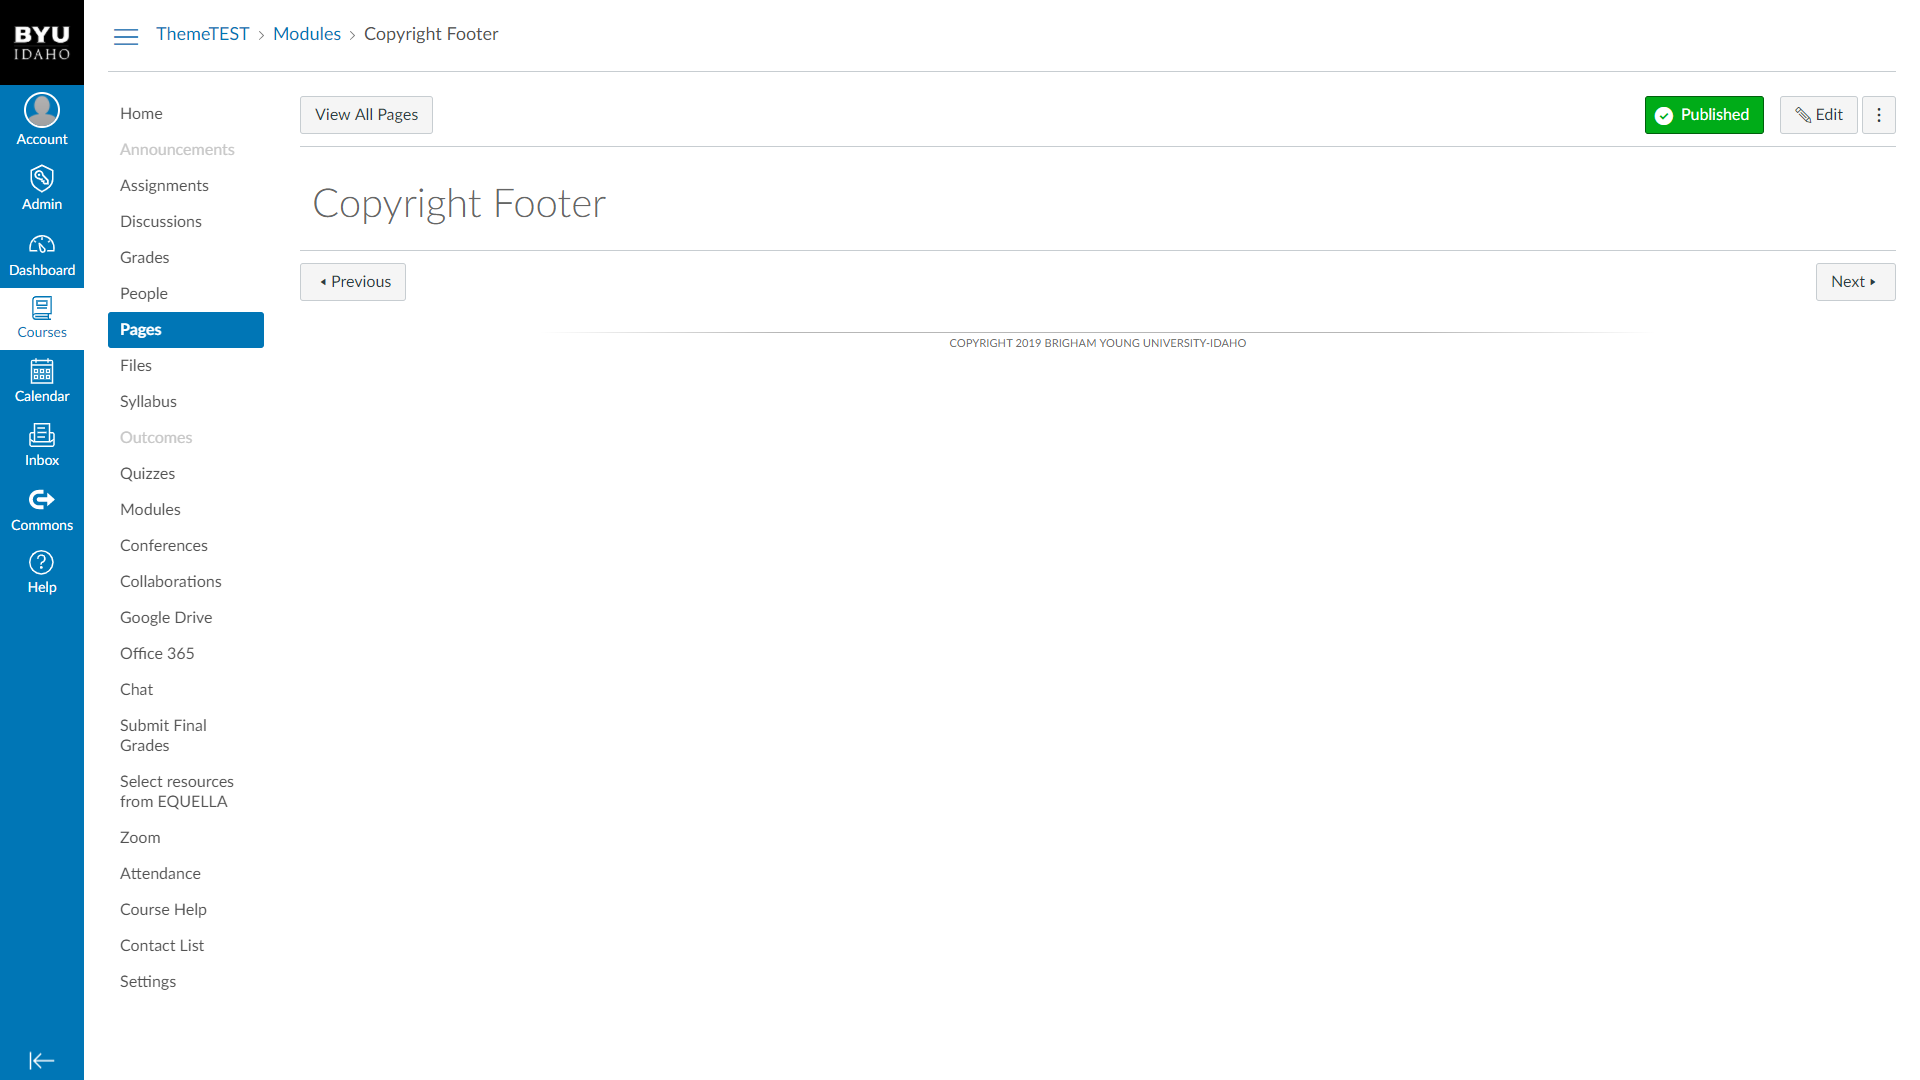 BYU
IDAHO
Account
Admin
Dashboard
Courses
Calendar
Inbox
Commons
Help
ThemeTEST > Modules > Copyright Footer
Home
Announcements
Assignments
Discussions
Grades
People
Pages
Files
Syllabus
Outcomes
Quizzes
Modules
Conferences
Collaborations
Google Drive
Office 365
Chat
Submit Final
Grades
Select resources
from EQUELLA
Zoom
Attendance
Course Help
Contact List
Settings
View All Pages
Published
Edit
Copyright Footer
Previous
Next
COPYRIGHT 2019 BRIGHAM YOUNG UNIVERSITY-IDAHO